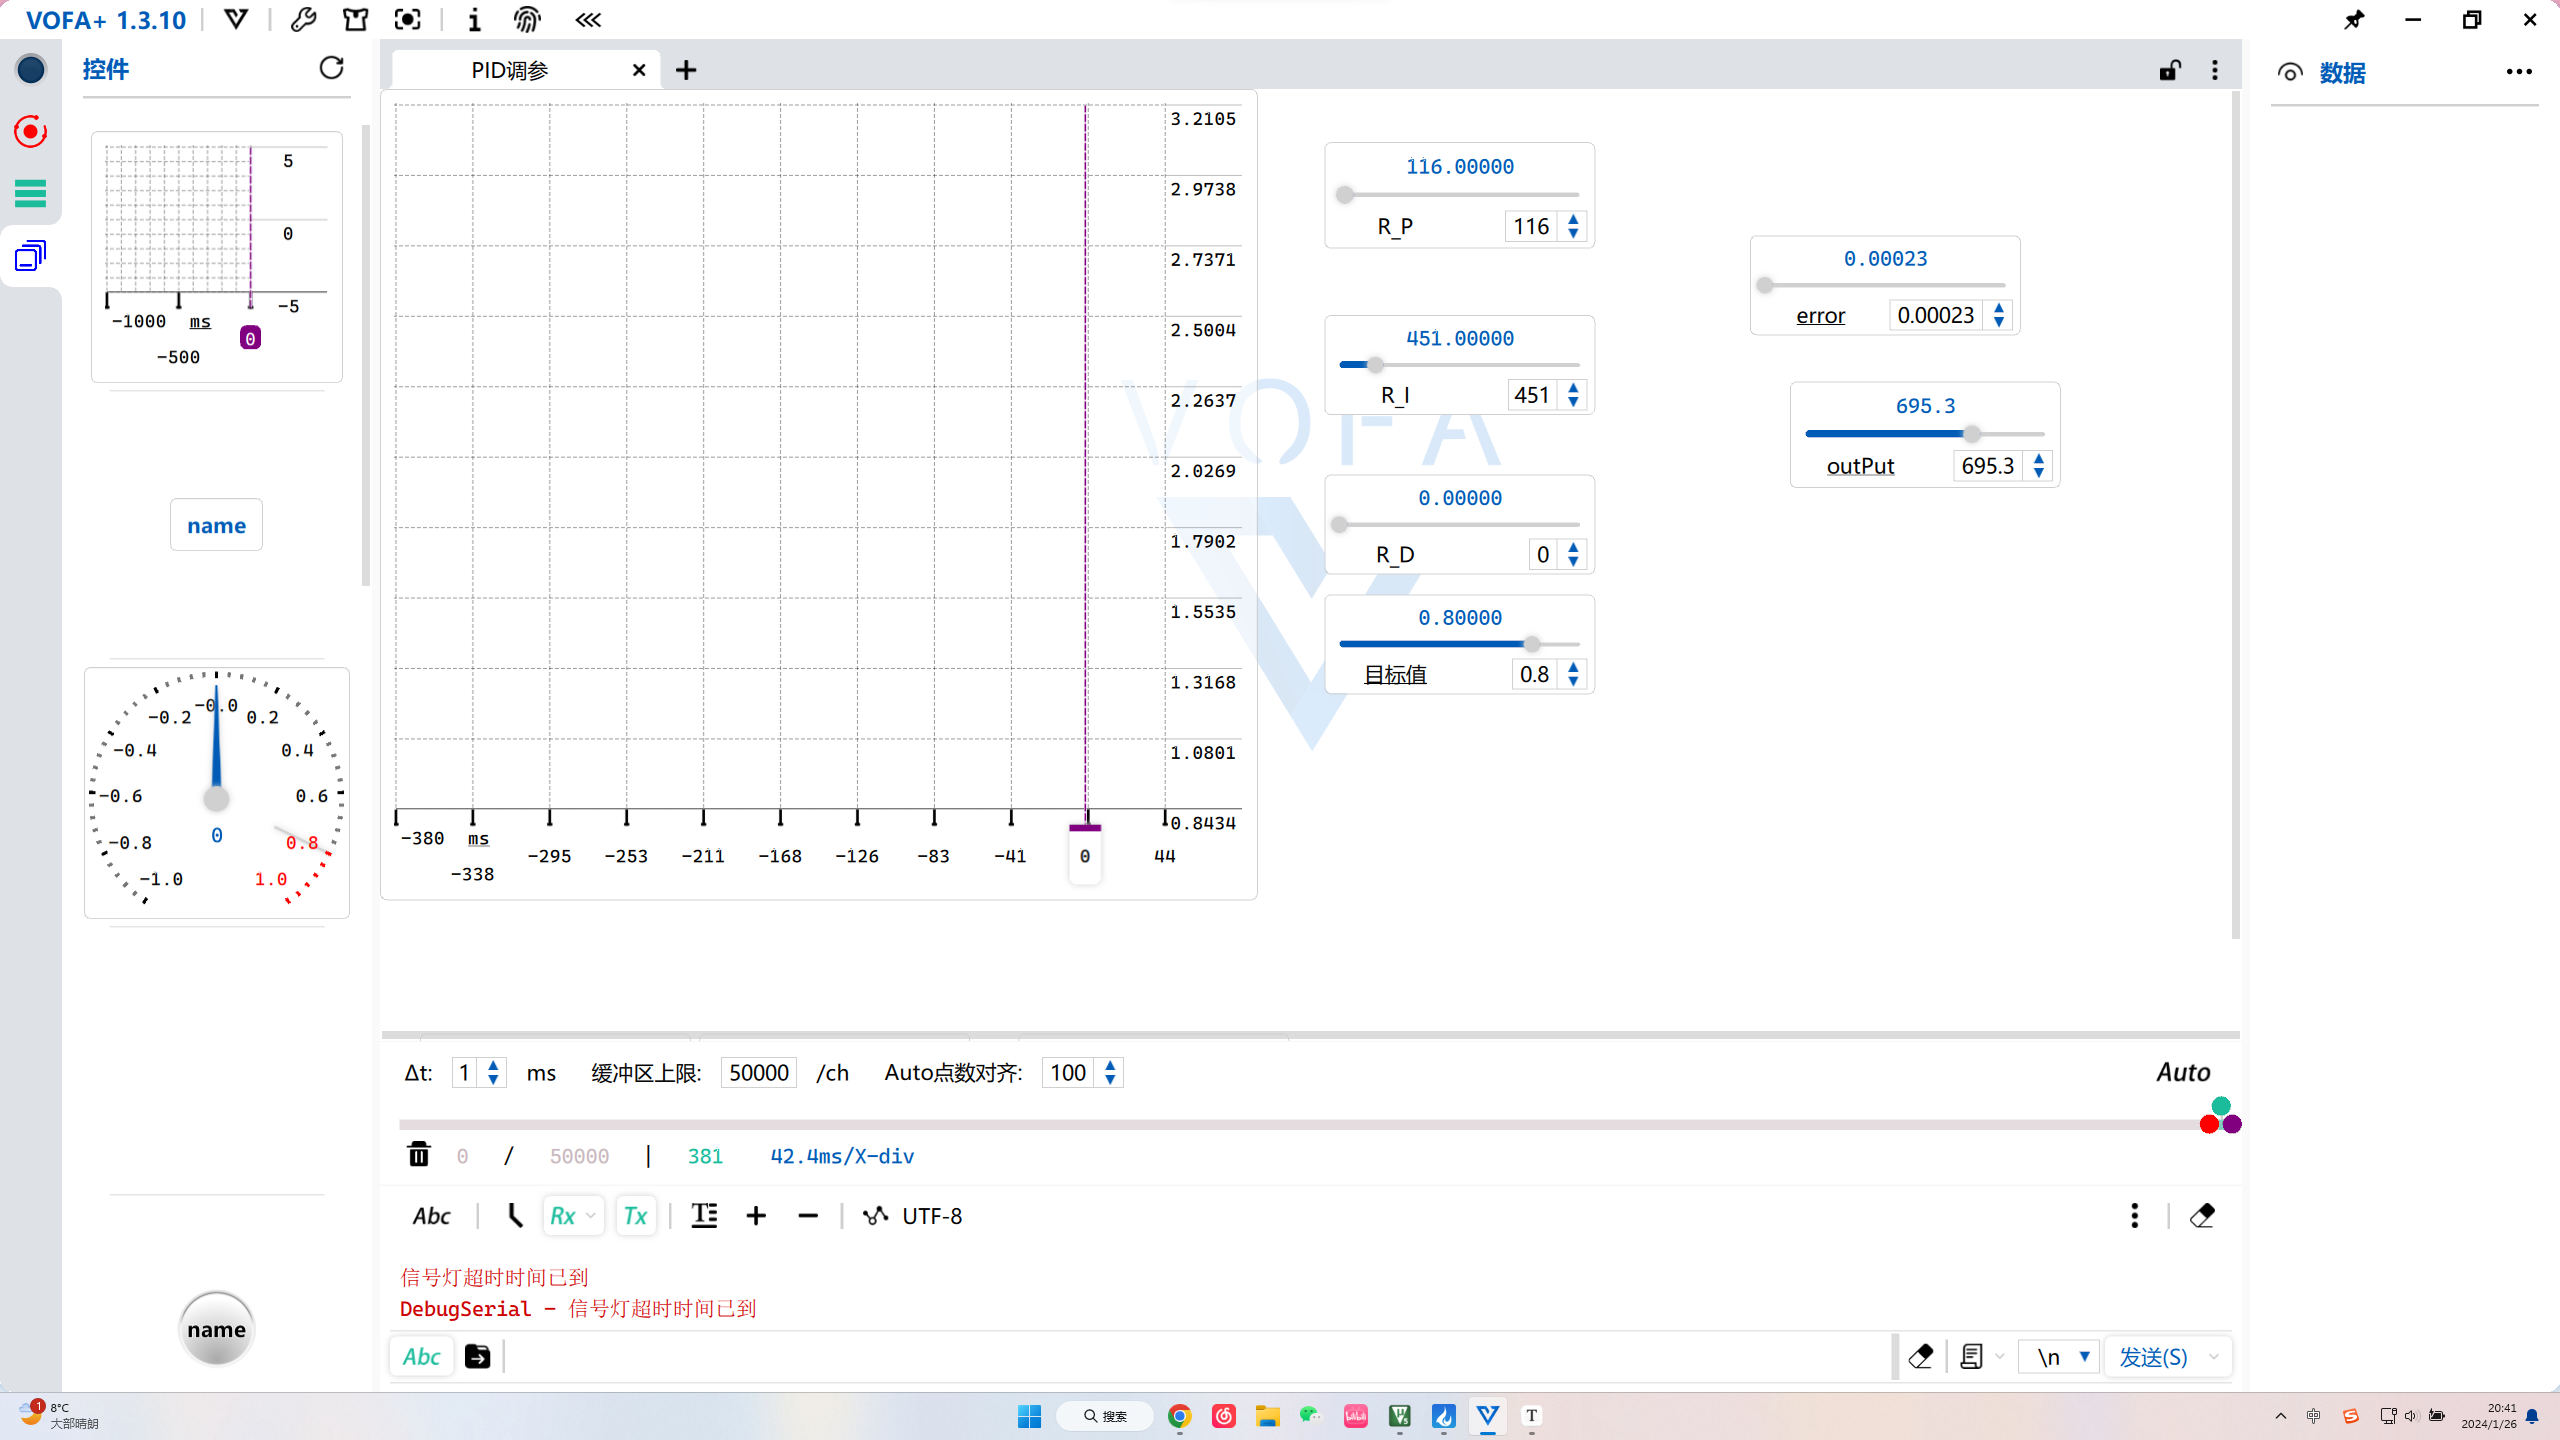 VOFA+ 1.3.10
控件
PID调参
数据
5
0
-5
-1000 ms
0
-500
name
-0.0
-0.2 0.2
-0.4 0.4
-0.6 0.6
0
-0.8 0.8
-1.0 1.0
name
3.2105
2.9738
2.7371
2.5004
2.2637
2.0269
1.7902
1.5535
1.3168
1.0801
0.8434
-380 ms
-338 -295 -253 -211 -168 -126 -83 -41 0 44
VOFA
116.00000
R_P 116
451.00000
R_I 451
0.00000
R_D 0
0.80000
目标值 0.8
0.00023
error 0.00023
695.3
outPut 695.3
Δt: 1 ms 缓冲区上限: 50000 /ch Auto点数对齐: 100 Auto
0 / 50000 | 381 42.4ms/X-div
Abc Rx Tx UTF-8
信号灯超时时间已到
DebugSerial - 信号灯超时时间已到
Abc \n 发送(S)
1 8°C
大部晴朗
搜索
bilibili
T
中
20:41
2024/1/26